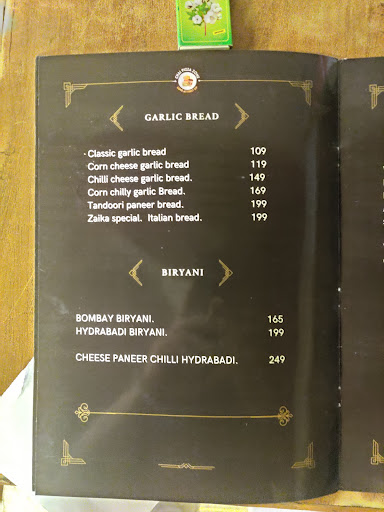 GARLIC BREAD
· Classic garlic bread 109
Corn cheese garlic bread 119
Chilli cheese garlic bread. 149
Corn chilly garlic Bread. 169
Tandoori paneer bread. 199
Zaika special. Italian bread. 199
BIRYANI
BOMBAY BIRYANI. 165
HYDRABADI BIRYANI. 199
CHEESE PANEER CHILLI HYDRABADI. 249